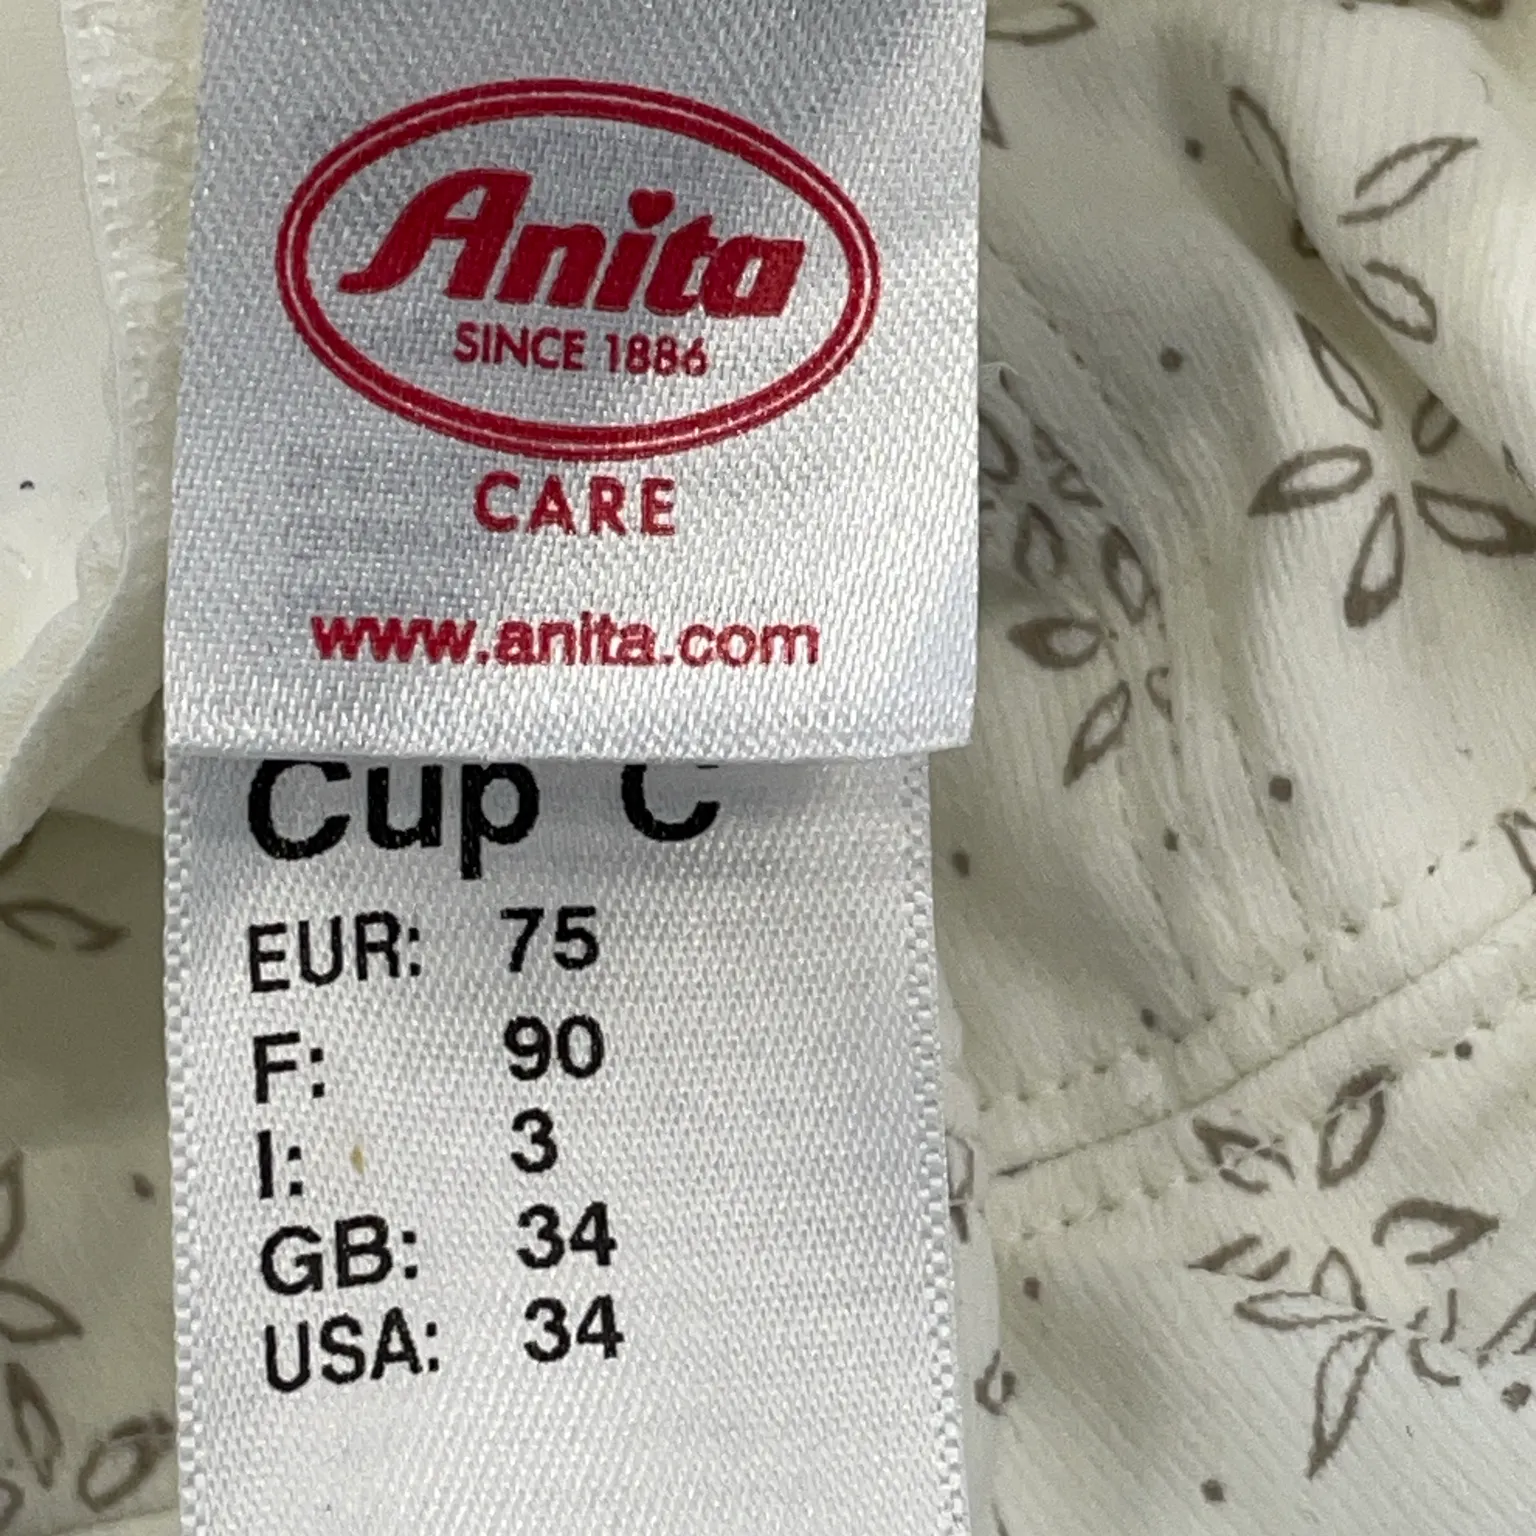 Anita
SINCE 1886
CARE
www.anita.com
Cup C
EUR: 75
F: 90
I: 3
GB: 34
USA: 34